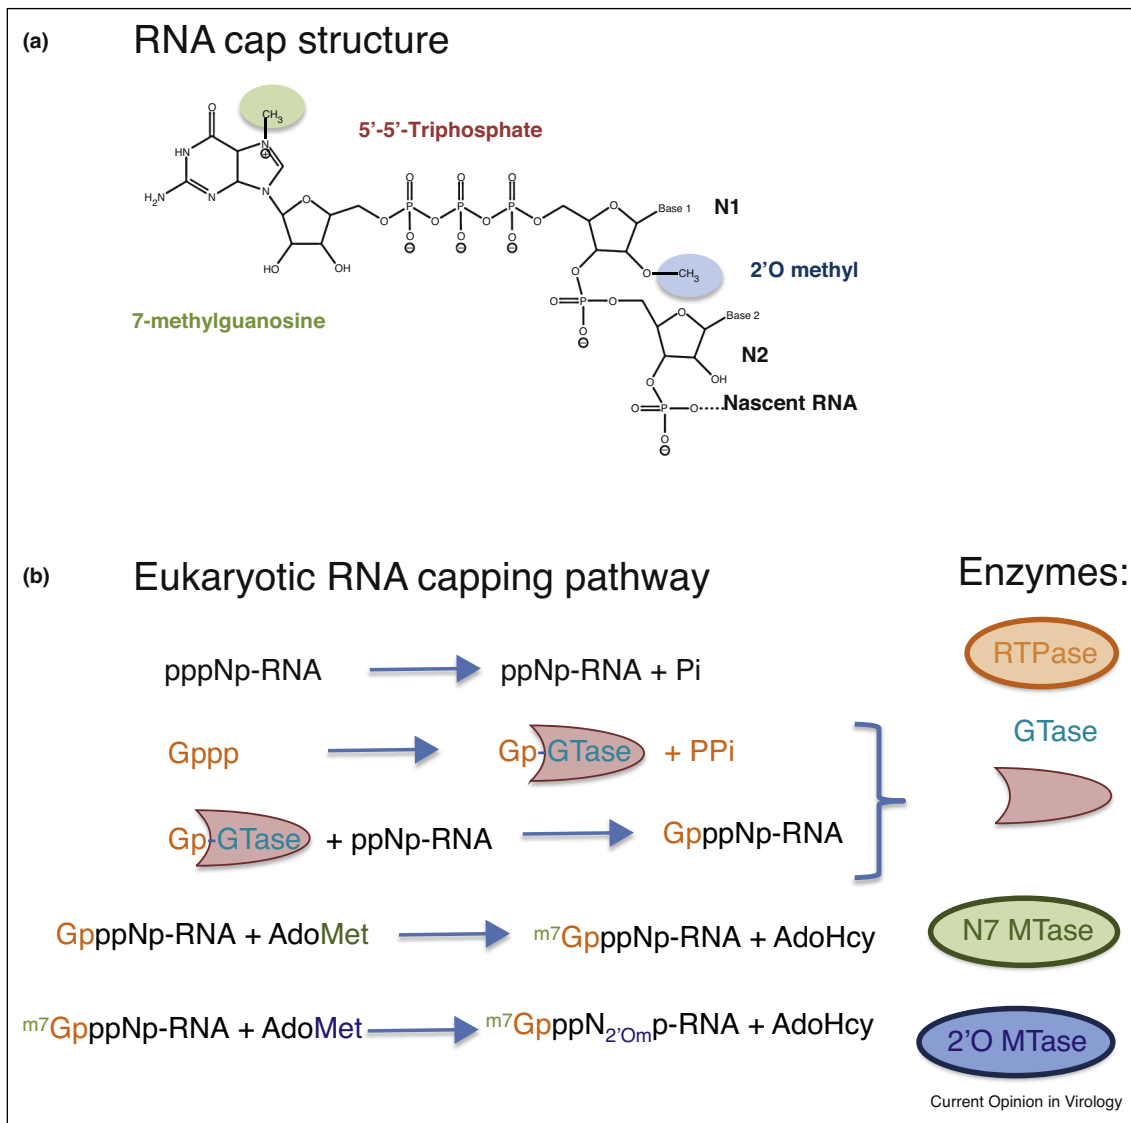 (a) RNA cap structure
O
CH3
5'-5'-Triphosphate
HN
N
⊕
H2N
N
N
O
O
O
O
O
P
O
P
O
P
O
O
Base 1
N1
O
O
O
⊖
⊖
⊖
HO
OH
O
O
CH3
2'O methyl
7-methylguanosine
O
P
O
O
Base 2
O
⊖
N2
O
OH
O
P
O
Nascent RNA
O
⊖
(b) Eukaryotic RNA capping pathway
Enzymes:
pppNp-RNA
ppNp-RNA + Pi
RTPase
Gppp
Gp-GTase + PPi
GTase
Gp-GTase + ppNp-RNA
GpppNp-RNA
GpppNp-RNA + AdoMet
m7GpppNp-RNA + AdoHcy
N7 MTase
m7GpppNp-RNA + AdoMet
m7GpppN2'Omp-RNA + AdoHcy
2'O MTase
Current Opinion in Virology